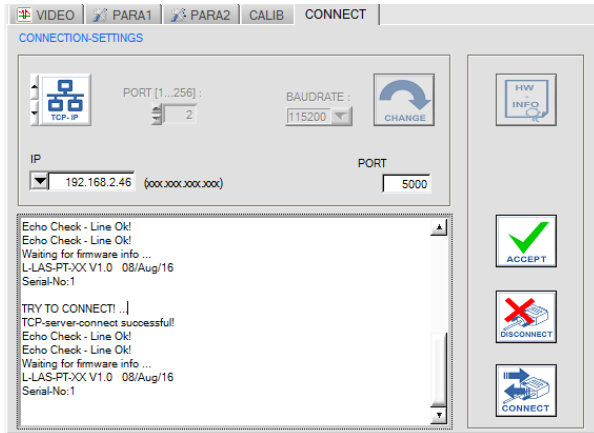 VIDEO PARA1 PARA2 CALIB CONNECT
CONNECTION-SETTINGS
TCP-IP
PORT [1...256] :
2
BAUDRATE :
115200
CHANGE
HW
-
INFO
IP
192.168.2.46 (xxx.xxx.xxx.xxx)
PORT
5000
Echo Check - Line Ok!
Echo Check - Line Ok!
Waiting for firmware info ...
L-LAS-PT-XX V1.0 08/Aug/16
Serial-No:1
TRY TO CONNECT! ...
TCP-server-connect successful!
Echo Check - Line Ok!
Echo Check - Line Ok!
Waiting for firmware info ...
L-LAS-PT-XX V1.0 08/Aug/16
Serial-No:1
ACCEPT
DISCONNECT
CONNECT